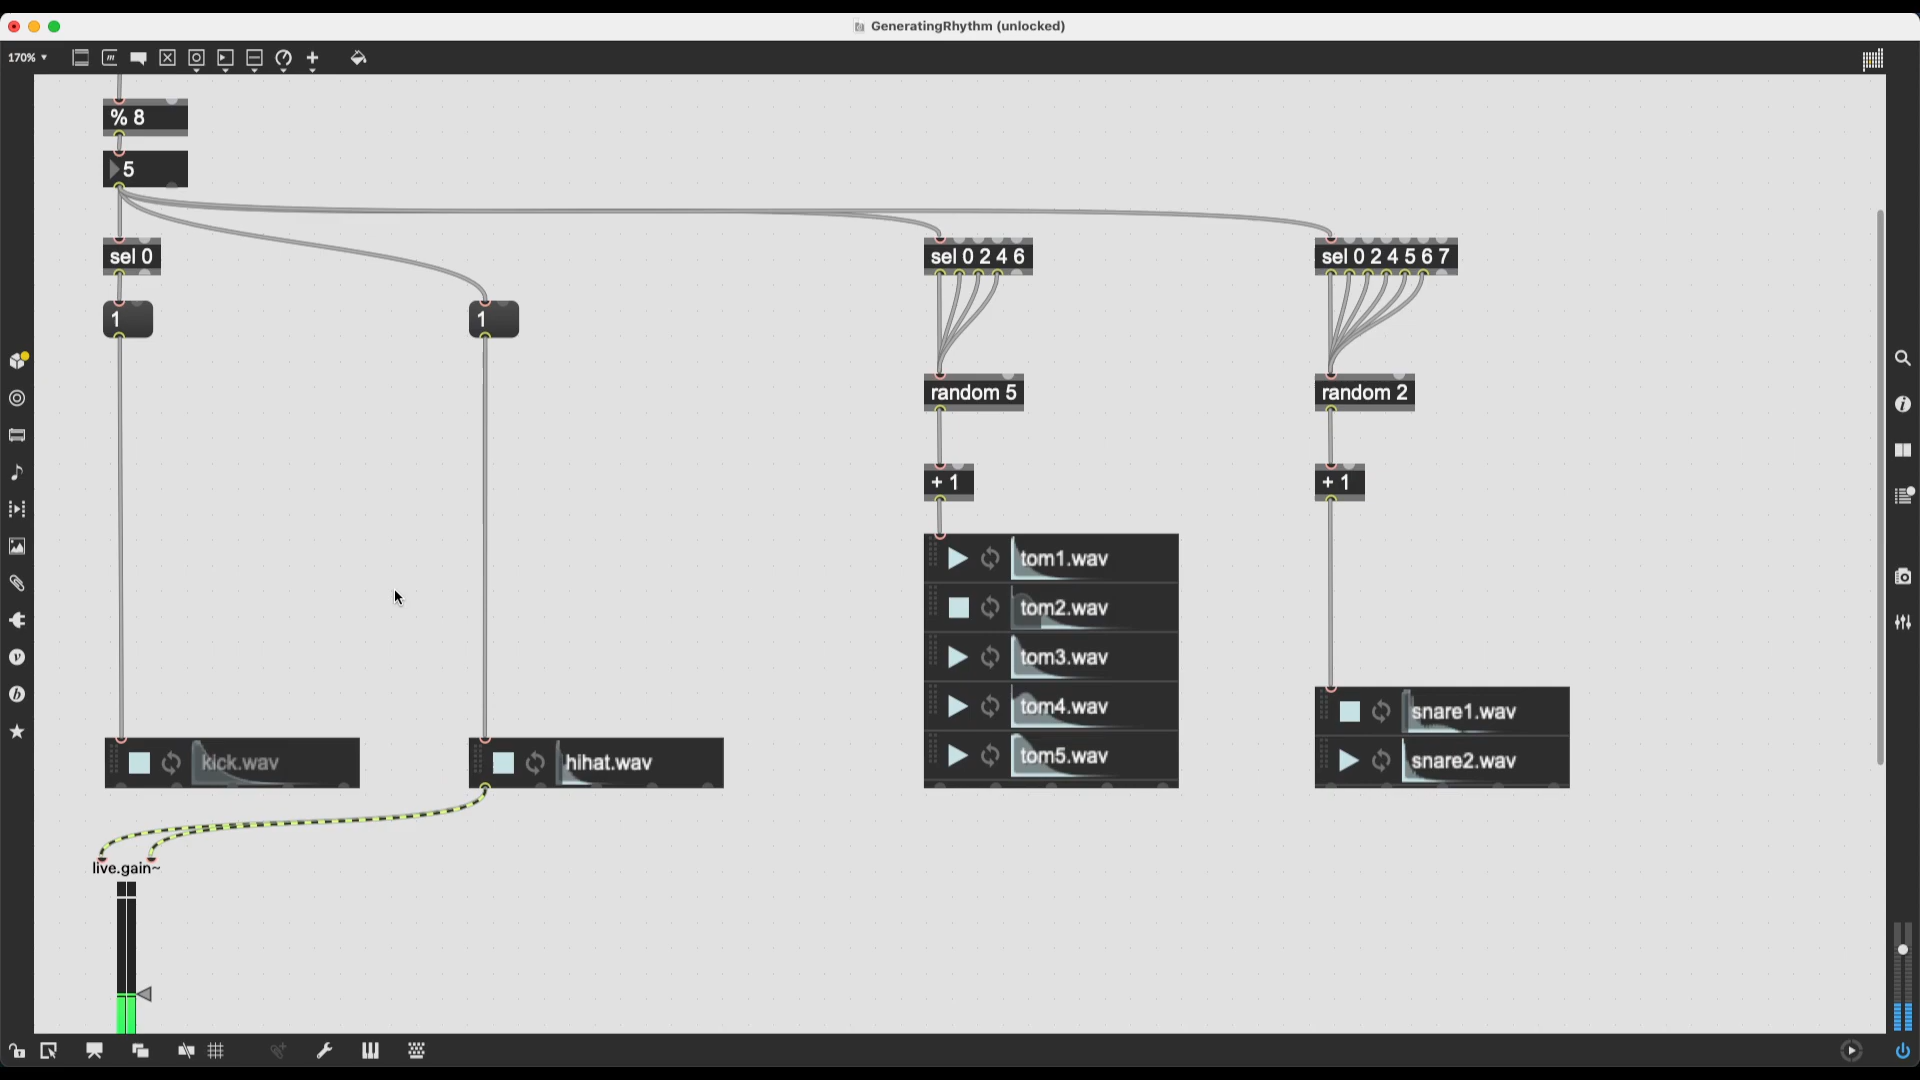 GeneratingRhythm (unlocked)
170%
% 8
5
sel 0
sel 0 2 4 6
sel 0 2 4 5 6 7
1
1
random 5
random 2
+ 1
+ 1
tom1.wav
tom2.wav
tom3.wav
tom4.wav
tom5.wav
snare1.wav
snare2.wav
kick.wav
hihat.wav
live.gain~